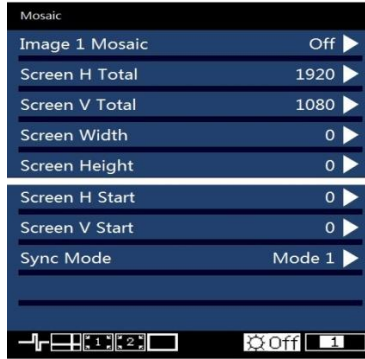 Mosaic
Image 1 Mosaic Off
Screen H Total 1920
Screen V Total 1080
Screen Width 0
Screen Height 0
Screen H Start 0
Screen V Start 0
Sync Mode Mode 1
1 2 Off 1